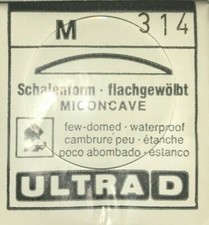 M 314
Schalenform · flachgewölbt
MICONCAVE
few-domed · waterproof
cambrure peu · étanche
poco abombado · estanco
ULTRA D